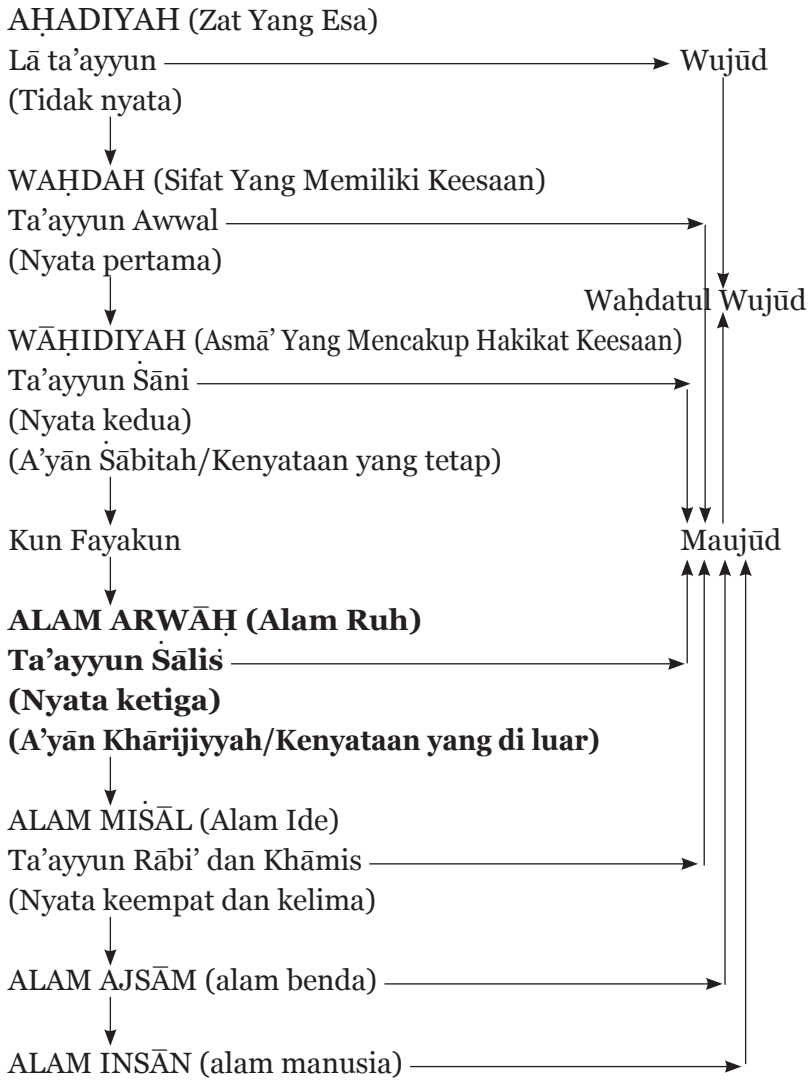 AḤADIYAH (Zat Yang Esa)
Lā ta’ayyun Wujūd
(Tidak nyata)
WAḤDAH (Sifat Yang Memiliki Keesaan)
Ta’ayyun Awwal
(Nyata pertama)
Waḥdatul Wujūd
WĀḤIDIYAH (Asmā’ Yang Mencakup Hakikat Keesaan)
Ta’ayyun Ṡāni
(Nyata kedua)
(A’yān Ṡābitah/Kenyataan yang tetap)
Kun Fayakun Maujūd
ALAM ARWĀḤ (Alam Ruh)
Ta’ayyun Ṡāliṡ
(Nyata ketiga)
(A’yān Khārijiyyah/Kenyataan yang di luar)
ALAM MIṠĀL (Alam Ide)
Ta’ayyun Rābi’ dan Khāmis
(Nyata keempat dan kelima)
ALAM AJSĀM (alam benda)
ALAM INSĀN (alam manusia)